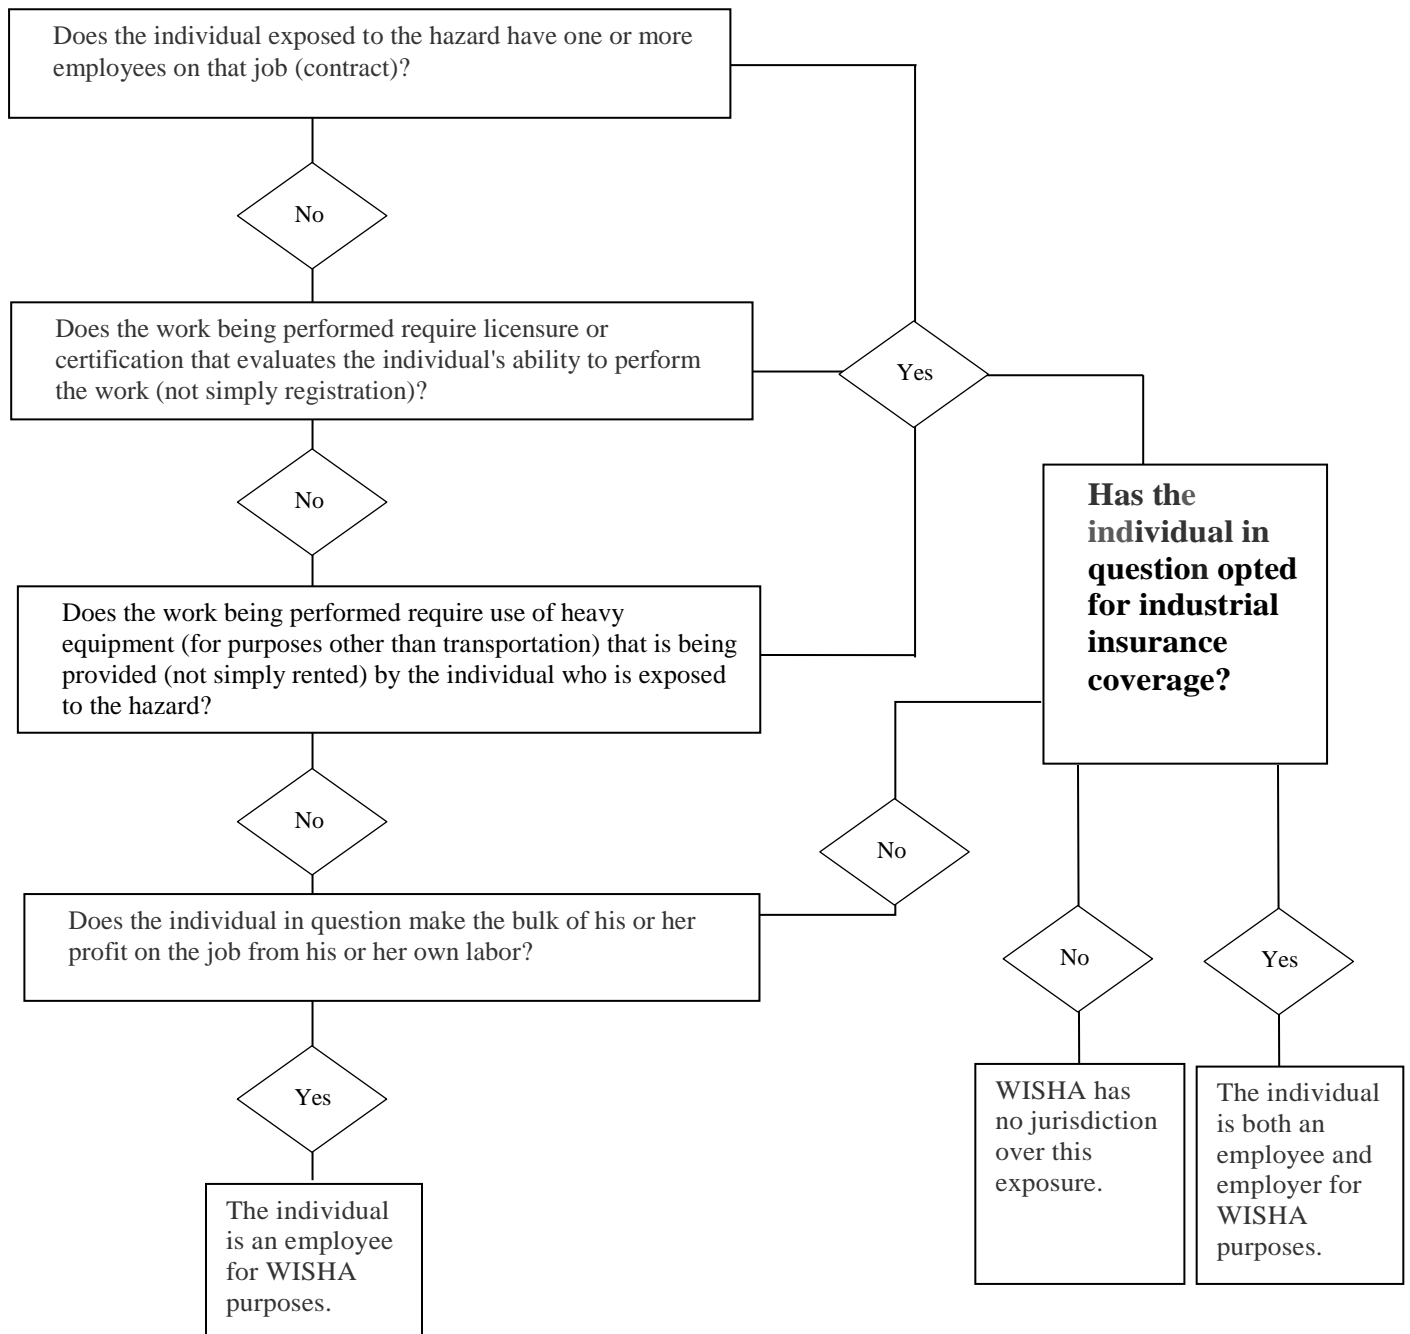 Does the individual exposed to the hazard have one or more
employees on that job (contract)?
No
Does the work being performed require licensure or
certification that evaluates the individual's ability to perform
the work (not simply registration)?
Yes
No
Has the
individual in
question opted
for industrial
insurance
coverage?
Does the work being performed require use of heavy
equipment (for purposes other than transportation) that is being
provided (not simply rented) by the individual who is exposed
to the hazard?
No
No
Does the individual in question make the bulk of his or her
profit on the job from his or her own labor?
No
Yes
Yes
WISHA has
no jurisdiction
over this
exposure.
The individual
is both an
employee and
employer for
WISHA
purposes.
The individual
is an employee
for WISHA
purposes.